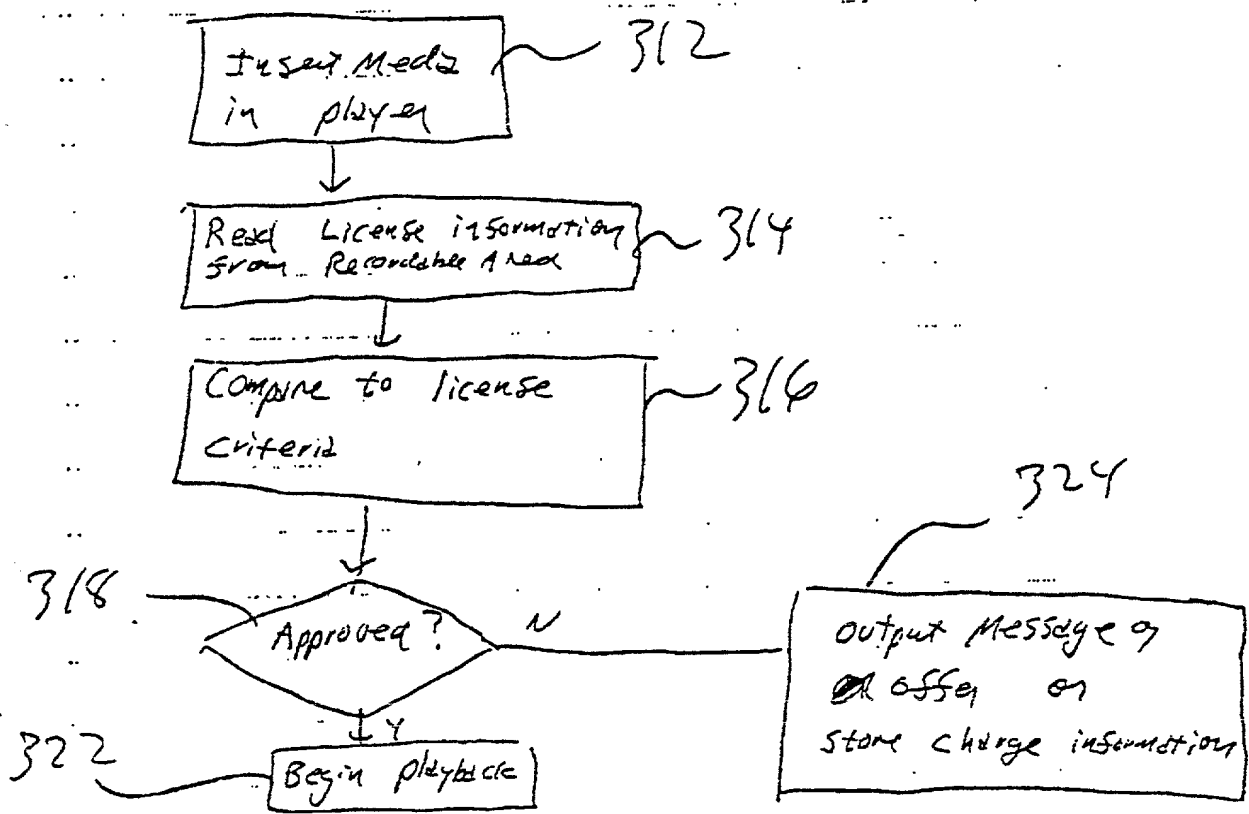 Insert Media
in player
312
Read License information
from Recordable Area
314
Compare to license
criteria
316
318
Approved?
N
Y
322
Begin playback
324
Output Message or
offer or
store charge information